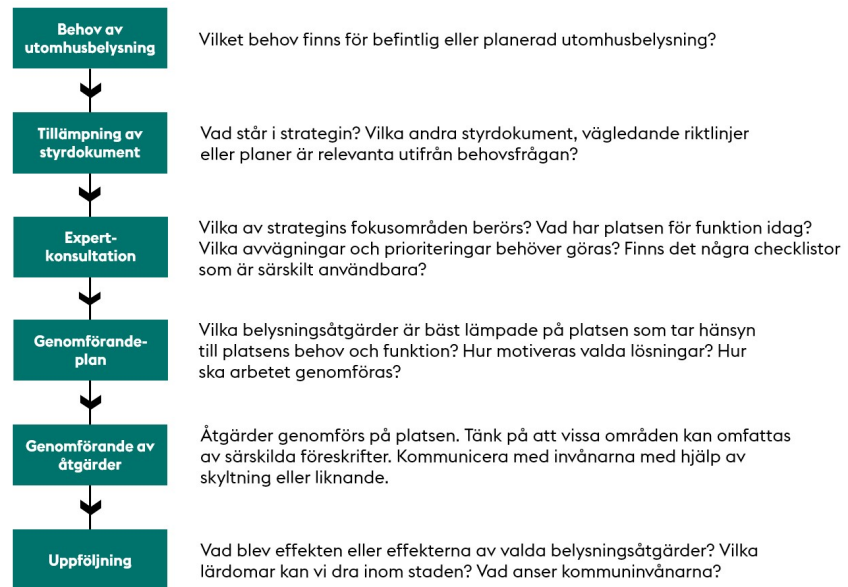 Behov av
utomhusbelysning
Vilket behov finns för befintlig eller planerad utomhusbelysning?
Tillämpning av
styrdokument
Vad står i strategin? Vilka andra styrdokument, vägledande riktlinjer
eller planer är relevanta utifrån behovsfrågan?
Expert-
konsultation
Vilka av strategins fokusområden berörs? Vad har platsen för funktion idag?
Vilka avvägningar och prioriteringar behöver göras? Finns det några checklistor
som är särskilt användbara?
Genomförande-
plan
Vilka belysningsåtgärder är bäst lämpade på platsen som tar hänsyn
till platsens behov och funktion? Hur motiveras valda lösningar? Hur
ska arbetet genomföras?
Genomförande av
åtgärder
Åtgärder genomförs på platsen. Tänk på att vissa områden kan omfattas
av särskilda föreskrifter. Kommunicera med invånarna med hjälp av
skyltning eller liknande.
Uppföljning
Vad blev effekten eller effekterna av valda belysningsåtgärder? Vilka
lärdomar kan vi dra inom staden? Vad anser kommuninvånarna?